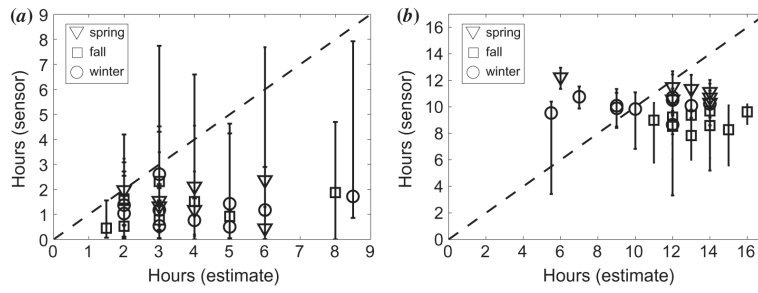 (a)
9
8
7
6
5
4
3
2
1
0
Hours (sensor)
spring
fall
winter
0 1 2 3 4 5 6 7 8 9
Hours (estimate)
(b)
16
14
12
10
8
6
4
2
0
Hours (sensor)
spring
fall
winter
0 2 4 6 8 10 12 14 16
Hours (estimate)